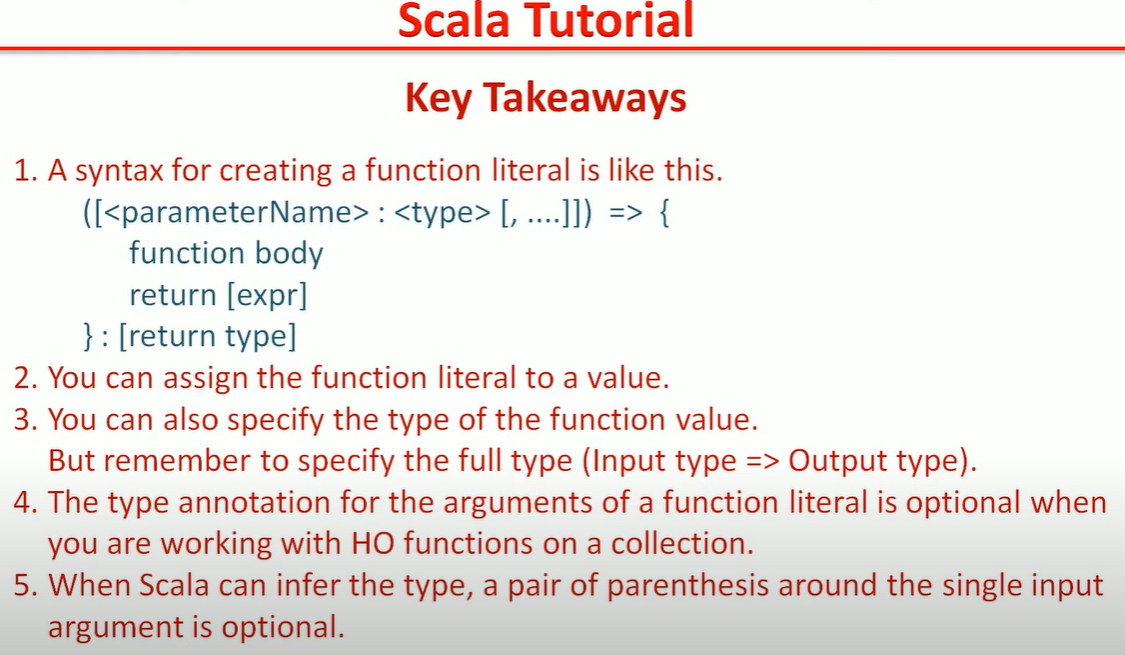 Scala Tutorial
Key Takeaways
1. A syntax for creating a function literal is like this.
([<parameterName> : <type> [, ....]]) => {
function body
return [expr]
} : [return type]
2. You can assign the function literal to a value.
3. You can also specify the type of the function value.
But remember to specify the full type (Input type => Output type).
4. The type annotation for the arguments of a function literal is optional when
you are working with HO functions on a collection.
5. When Scala can infer the type, a pair of parenthesis around the single input
argument is optional.